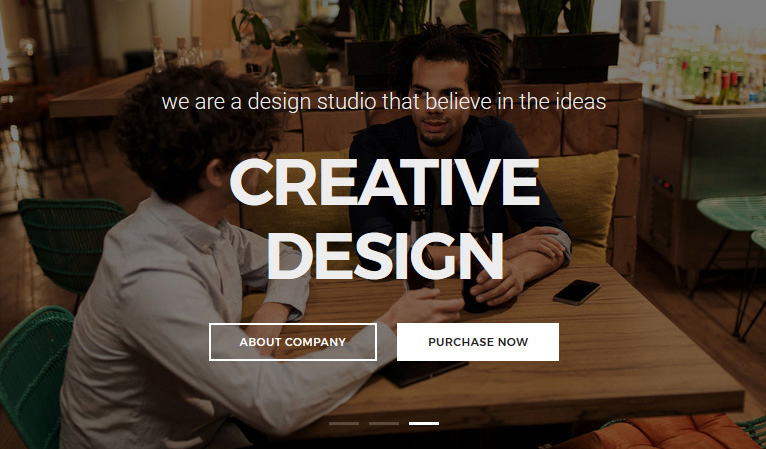 we are a design studio that believe in the ideas
CREATIVE
DESIGN
ABOUT COMPANY
PURCHASE NOW